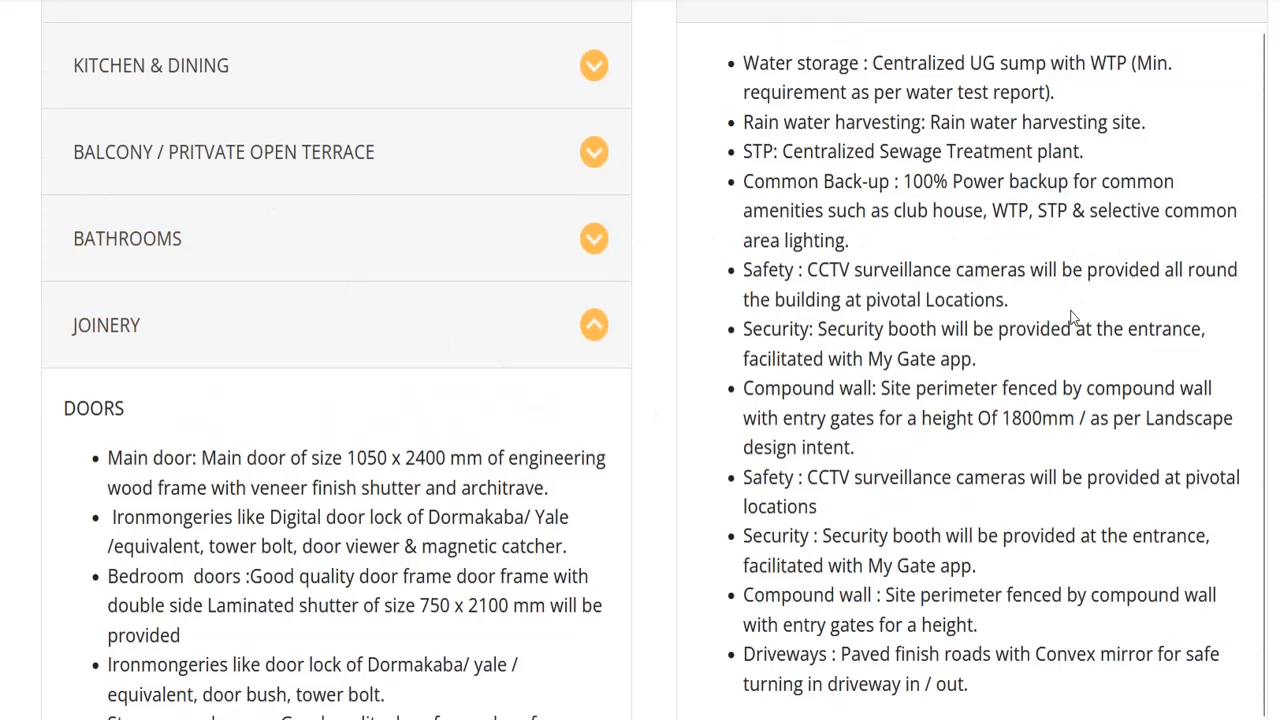 KITCHEN & DINING
BALCONY / PRITVATE OPEN TERRACE
BATHROOMS
JOINERY
DOORS
• Main door: Main door of size 1050 x 2400 mm of engineering
wood frame with veneer finish shutter and architrave.
• Ironmongeries like Digital door lock of Dormakaba/ Yale
/equivalent, tower bolt, door viewer & magnetic catcher.
• Bedroom doors :Good quality door frame door frame with
double side Laminated shutter of size 750 x 2100 mm will be
provided
• Ironmongeries like door lock of Dormakaba/ yale /
equivalent, door bush, tower bolt.
• Water storage : Centralized UG sump with WTP (Min.
requirement as per water test report).
• Rain water harvesting: Rain water harvesting site.
• STP: Centralized Sewage Treatment plant.
• Common Back-up : 100% Power backup for common
amenities such as club house, WTP, STP & selective common
area lighting.
• Safety : CCTV surveillance cameras will be provided all round
the building at pivotal Locations.
• Security: Security booth will be provided at the entrance,
facilitated with My Gate app.
• Compound wall: Site perimeter fenced by compound wall
with entry gates for a height Of 1800mm / as per Landscape
design intent.
• Safety : CCTV surveillance cameras will be provided at pivotal
locations
• Security : Security booth will be provided at the entrance,
facilitated with My Gate app.
• Compound wall : Site perimeter fenced by compound wall
with entry gates for a height.
• Driveways : Paved finish roads with Convex mirror for safe
turning in driveway in / out.